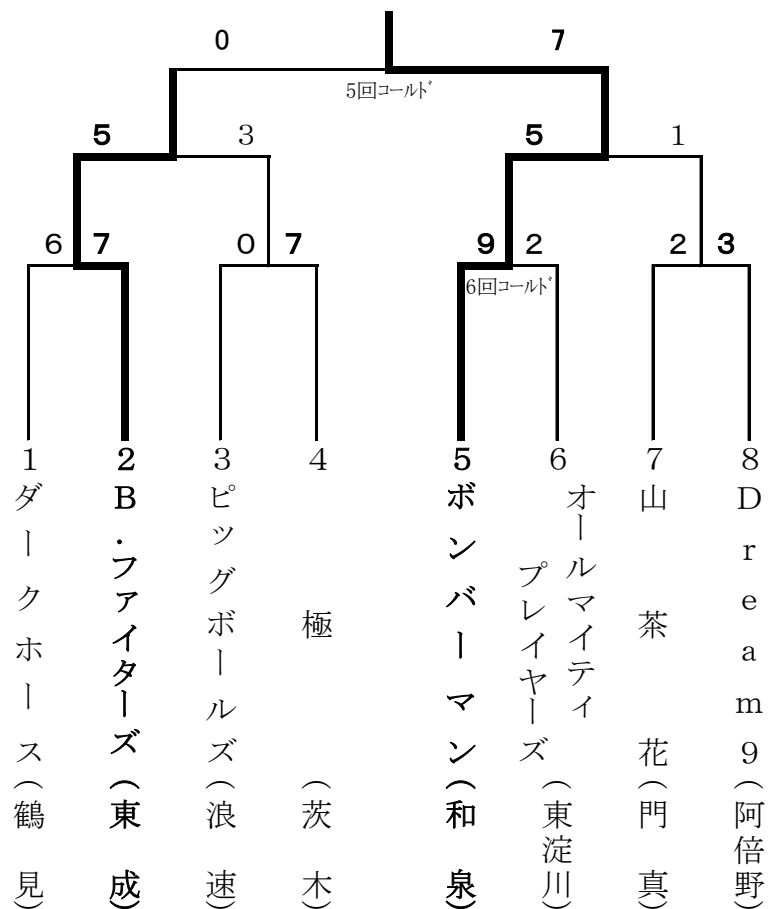 0 7
5回コールド
5 3 5 1
6 7 0 7 9 2 2 3
6回コールド
1 2 3 4 5 6 7 8
ダークホース(鶴見)
B.ファイターズ(東成)
ピッグボールズ(浪速)
極(茨木)
ボンバーマン(和泉)
オールマイティ
プレイヤーズ(東淀川)
山茶花(門真)
Dream9(阿倍野)